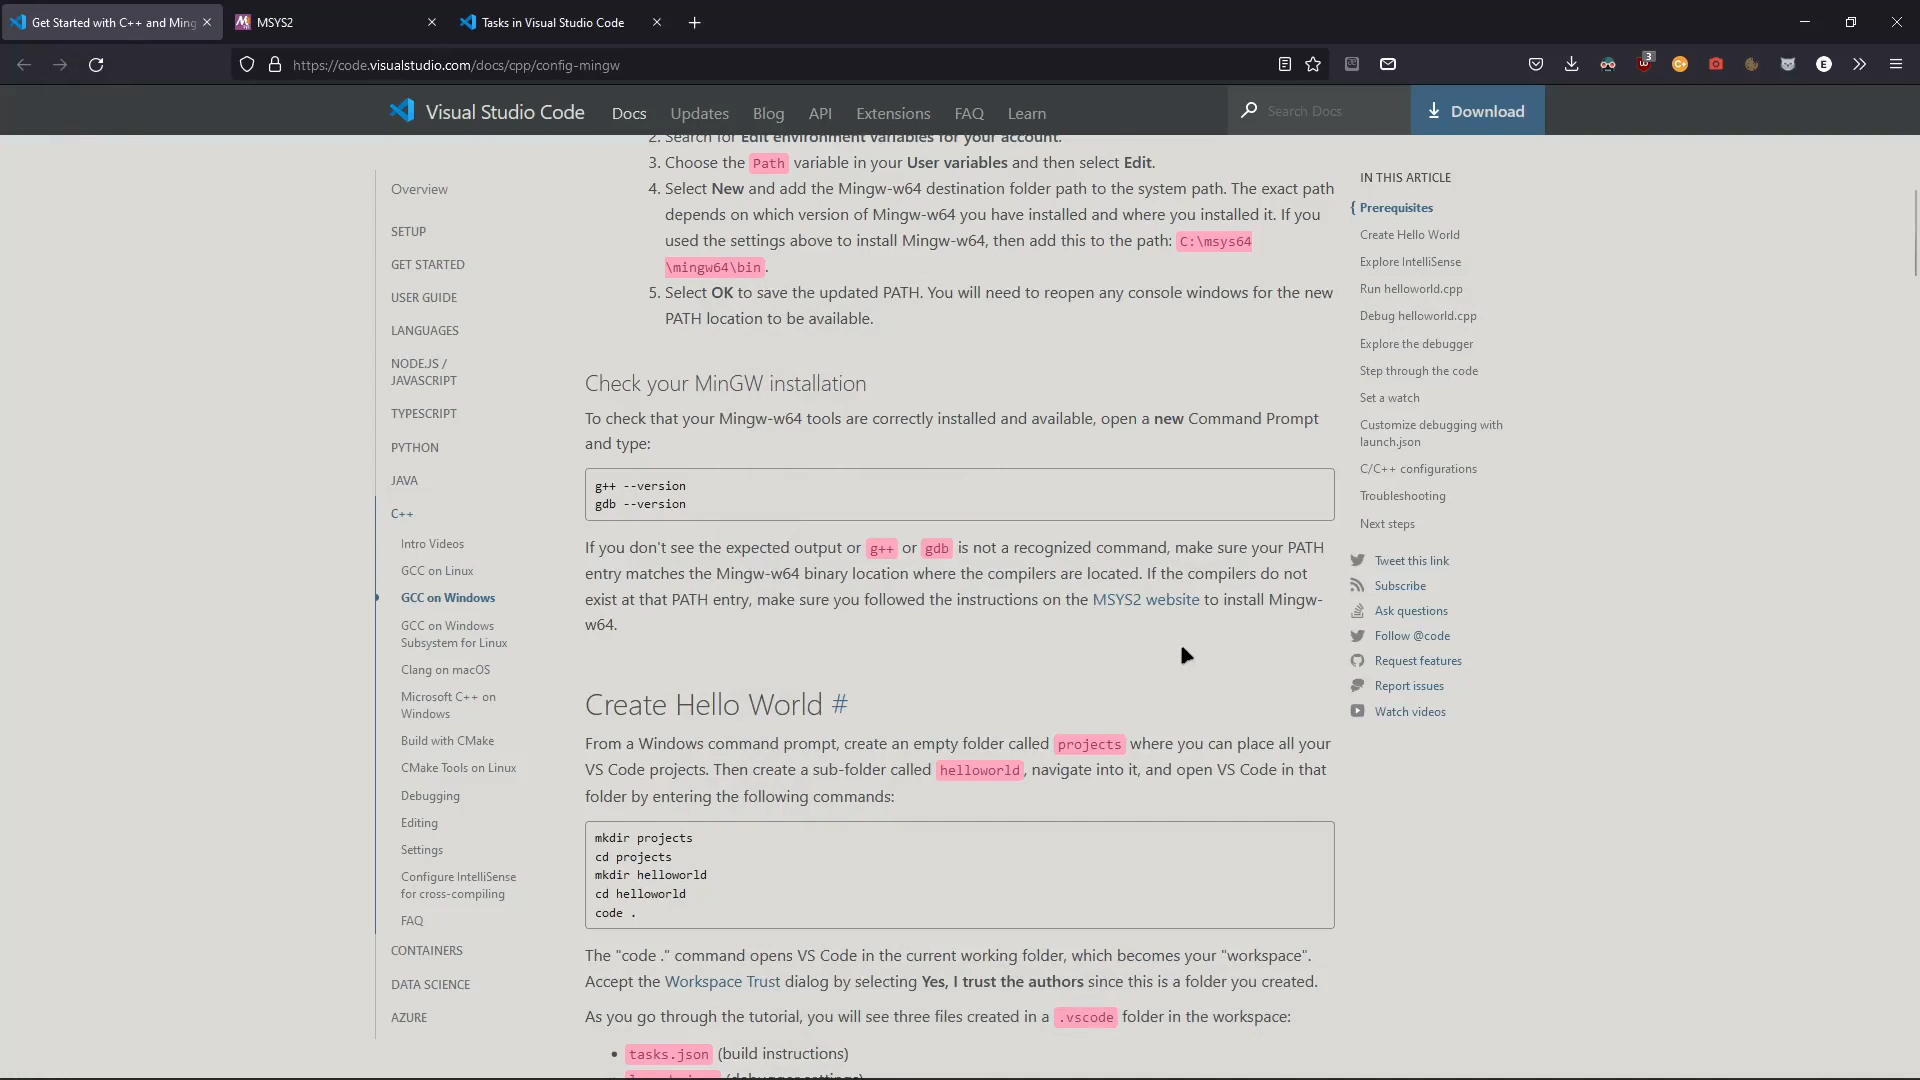 Get Started with C++ and Ming
MSYS2
Tasks in Visual Studio Code
https://code.visualstudio.com/docs/cpp/config-mingw
3
E
Visual Studio Code
Docs
Updates
Blog
API
Extensions
FAQ
Learn
Search Docs
Download
Overview
SETUP
GET STARTED
USER GUIDE
LANGUAGES
NODE.JS /
JAVASCRIPT
TYPESCRIPT
PYTHON
JAVA
C++
Intro Videos
GCC on Linux
GCC on Windows
GCC on Windows
Subsystem for Linux
Clang on macOS
Microsoft C++ on
Windows
Build with CMake
CMake Tools on Linux
Debugging
Editing
Settings
Configure IntelliSense
for cross-compiling
FAQ
CONTAINERS
DATA SCIENCE
AZURE
2. Search for Edit environment variables for your account.
3. Choose the Path variable in your User variables and then select Edit.
4. Select New and add the Mingw-w64 destination folder path to the system path. The exact path
depends on which version of Mingw-w64 you have installed and where you installed it. If you
used the settings above to install Mingw-w64, then add this to the path: C:\msys64
\mingw64\bin.
5. Select OK to save the updated PATH. You will need to reopen any console windows for the new
PATH location to be available.
Check your MinGW installation
To check that your Mingw-w64 tools are correctly installed and available, open a new Command Prompt
and type:
g++ --version
gdb --version
If you don't see the expected output or g++ or gdb is not a recognized command, make sure your PATH
entry matches the Mingw-w64 binary location where the compilers are located. If the compilers do not
exist at that PATH entry, make sure you followed the instructions on the MSYS2 website to install Mingw-
w64.
Create Hello World #
From a Windows command prompt, create an empty folder called projects where you can place all your
VS Code projects. Then create a sub-folder called helloworld, navigate into it, and open VS Code in that
folder by entering the following commands:
mkdir projects
cd projects
mkdir helloworld
cd helloworld
code .
The "code ." command opens VS Code in the current working folder, which becomes your "workspace".
Accept the Workspace Trust dialog by selecting Yes, I trust the authors since this is a folder you created.
As you go through the tutorial, you will see three files created in a .vscode folder in the workspace:
• tasks.json (build instructions)
(debugger settings)
IN THIS ARTICLE
{ Prerequisites
Create Hello World
Explore IntelliSense
Run helloworld.cpp
Debug helloworld.cpp
Explore the debugger
Step through the code
Set a watch
Customize debugging with
launch.json
C/C++ configurations
Troubleshooting
Next steps
Tweet this link
Subscribe
Ask questions
Follow @code
Request features
Report issues
Watch videos